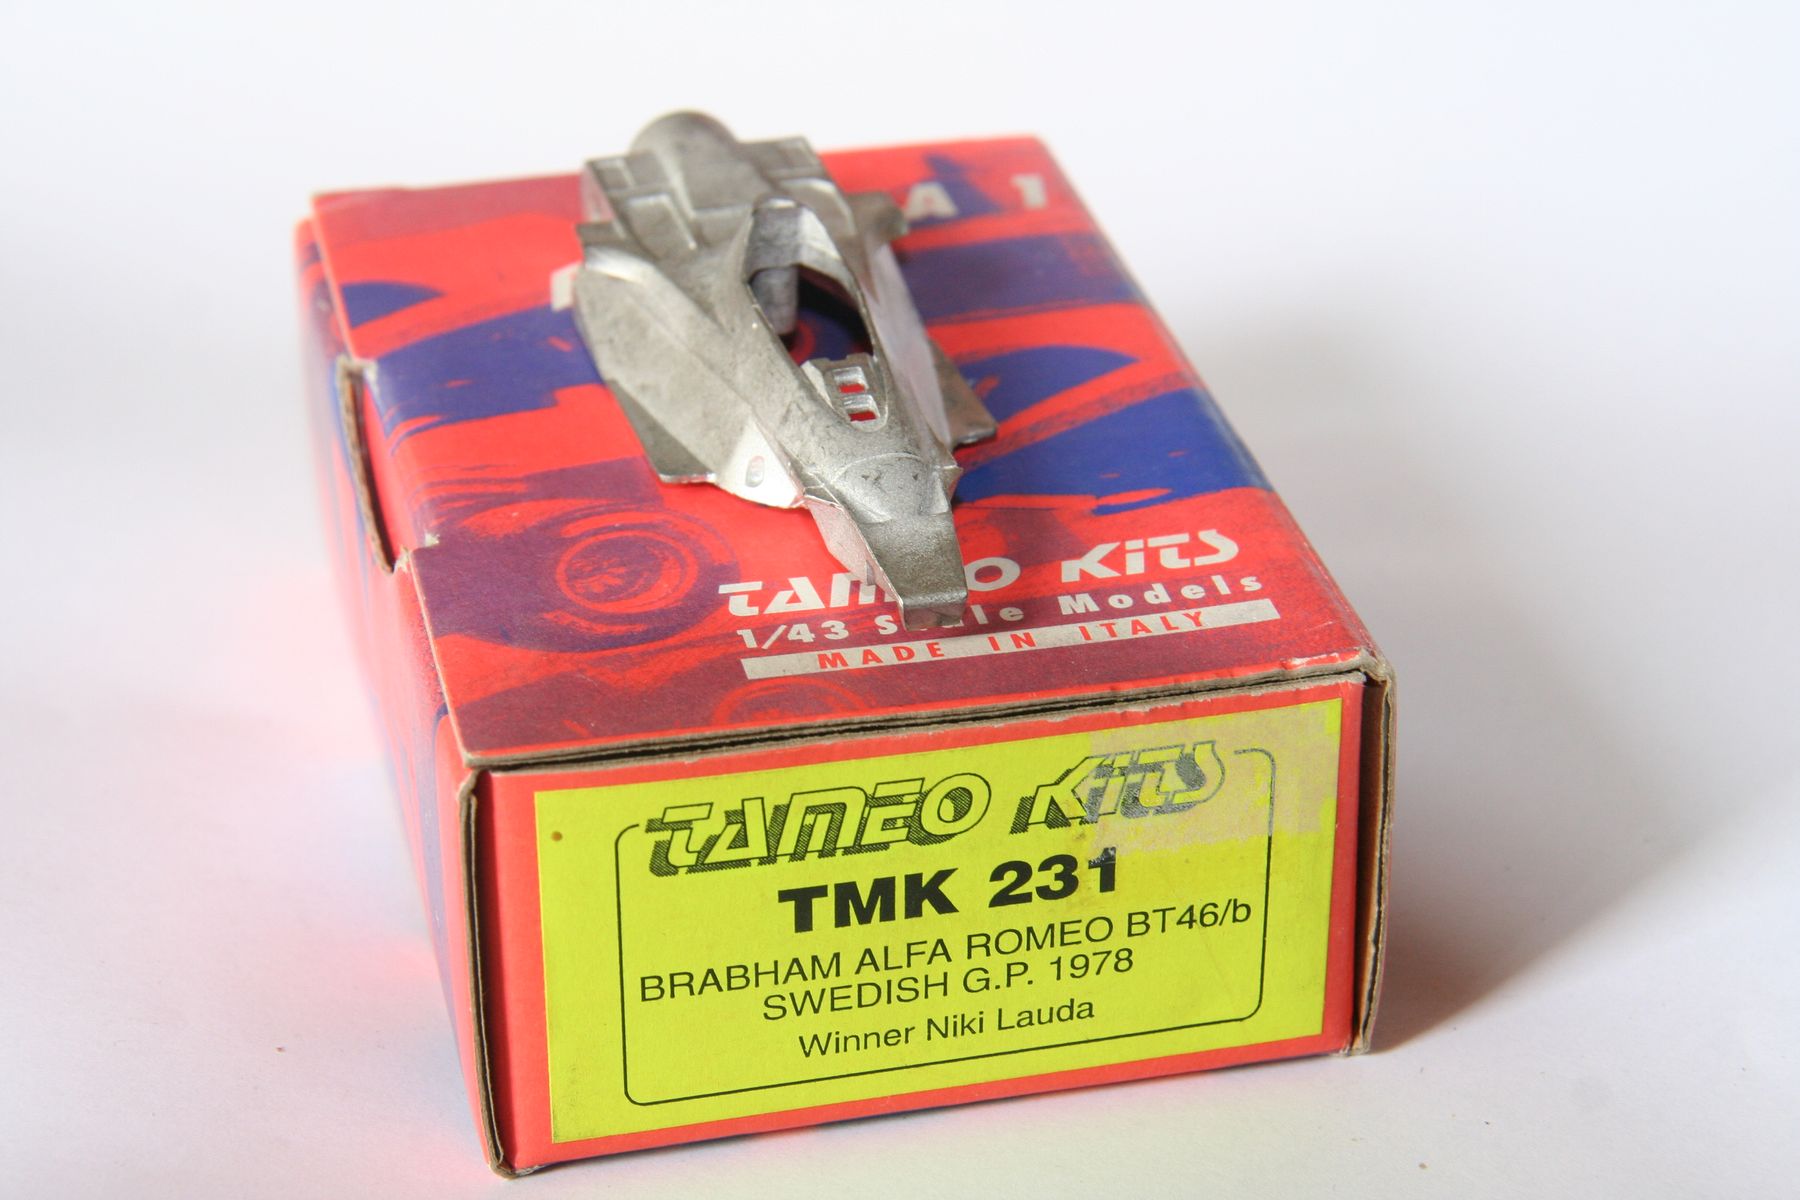 A 1
TAMEO KITS
1/43 Scale Models
MADE IN ITALY
TAMEO KITS
TMK 231
BRABHAM ALFA ROMEO BT46/b
SWEDISH G.P. 1978
Winner Niki Lauda